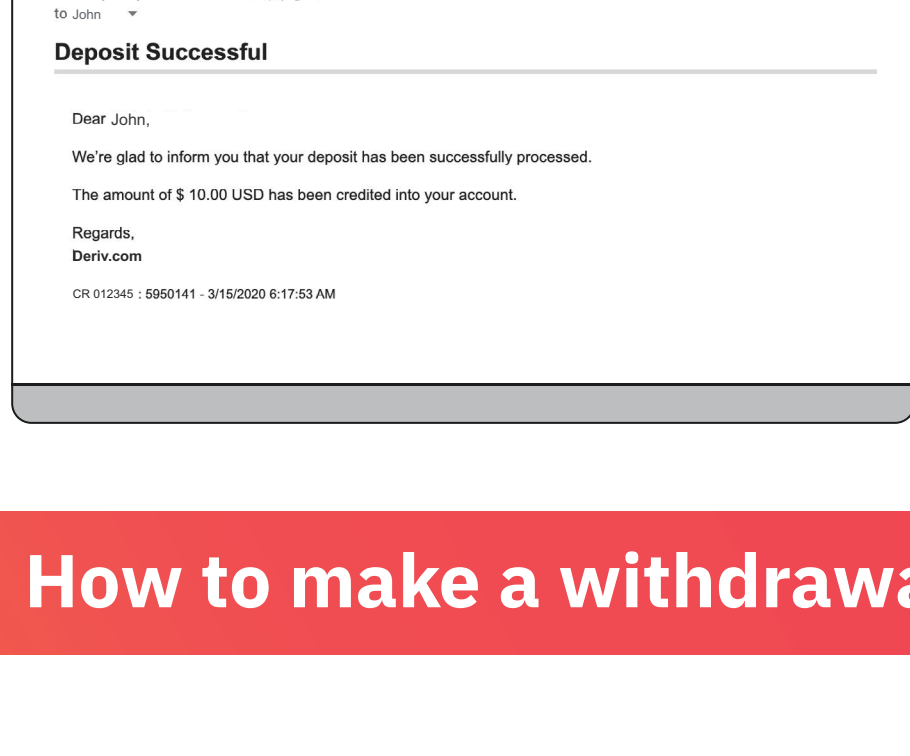 to John
Deposit Successful
Dear John,
We're glad to inform you that your deposit has been successfully processed.
The amount of $ 10.00 USD has been credited into your account.
Regards,
Deriv.com
CR 012345 : 5950141 - 3/15/2020 6:17:53 AM
How to make a withdrawa